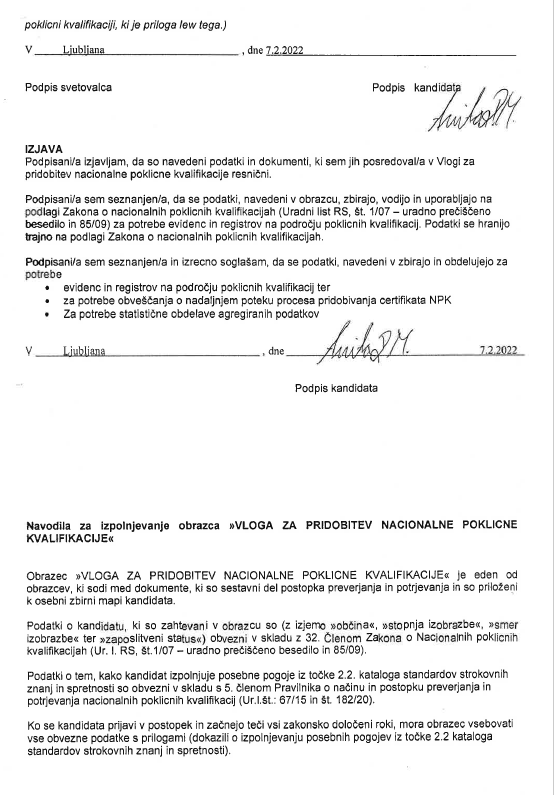 poklicni kvalifikaciji, ki je priloga lew tega.)
V Ljubljana , dne 7.2.2022
Podpis svetovalca Podpis kandidata
IZJAVA
Podpisani/a izjavljam, da so navedeni podatki in dokumenti, ki sem jih posredoval/a v Vlogi za
pridobitev nacionalne poklicne kvalifikacije resnični.
Podpisani/a sem seznanjen/a, da se podatki, navedeni v obrazcu, zbirajo, vodijo in uporabljajo na
podlagi Zakona o nacionalnih poklicnih kvalifikacijah (Uradni list RS, št. 1/07 – uradno prečiščeno
besedilo in 85/09) za potrebe evidenc in registrov na področju poklicnih kvalifikacij. Podatki se hranijo
trajno na podlagi Zakona o nacionalnih poklicnih kvalifikacijah.
Podpisani/a sem seznanjen/a in izrecno soglašam, da se podatki, navedeni v zbirajo in obdelujejo za
potrebe
• evidenc in registrov na področju poklicnih kvalifikacij ter
• za potrebe obveščanja o nadaljnjem poteku procesa pridobivanja certifikata NPK
• Za potrebe statistične obdelave agregiranih podatkov
V Ljubljana , dne 7.2.2022
Podpis kandidata
Navodila za izpolnjevanje obrazca »VLOGA ZA PRIDOBITEV NACIONALNE POKLICNE
KVALIFIKACIJE«
Obrazec »VLOGA ZA PRIDOBITEV NACIONALNE POKLICNE KVALIFIKACIJE« je eden od
obrazcev, ki sodi med dokumente, ki so sestavni del postopka preverjanja in potrjevanja in so priloženi
k osebni zbirni mapi kandidata.
Podatki o kandidatu, ki so zahtevani v obrazcu so (z izjemo »občina«, »stopnja izobrazbe«, »smer
izobrazbe« ter »zaposlitveni status«) obvezni v skladu z 32. Členom Zakona o Nacionalnih poklicnih
kvalifikacijah (Ur. l. RS, št.1/07 – uradno prečiščeno besedilo in 85/09).
Podatki o tem, kako kandidat izpolnjuje posebne pogoje iz točke 2.2. kataloga standardov strokovnih
znanj in spretnosti so obvezni v skladu s 5. členom Pravilnika o načinu in postopku preverjanja in
potrjevanja nacionalnih poklicnih kvalifikacij (Ur.l.št.: 67/15 in št. 182/20).
Ko se kandidata prijavi v postopek in začnejo teči vsi zakonsko določeni roki, mora obrazec vsebovati
vse obvezne podatke s prilogami (dokazili o izpolnjevanju posebnih pogojev iz točke 2.2 kataloga
standardov strokovnih znanj in spretnosti).